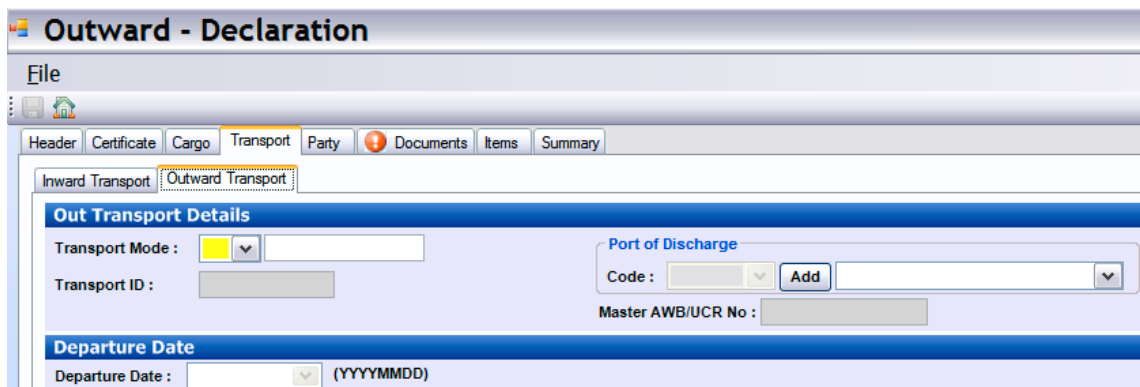 Outward - Declaration
File
Header Certificate Cargo Transport Party Documents Items Summary
Inward Transport Outward Transport
Out Transport Details
Transport Mode :
Port of Discharge
Code : Add
Transport ID :
Master AWB/UCR No :
Departure Date
Departure Date : (YYYYMMDD)